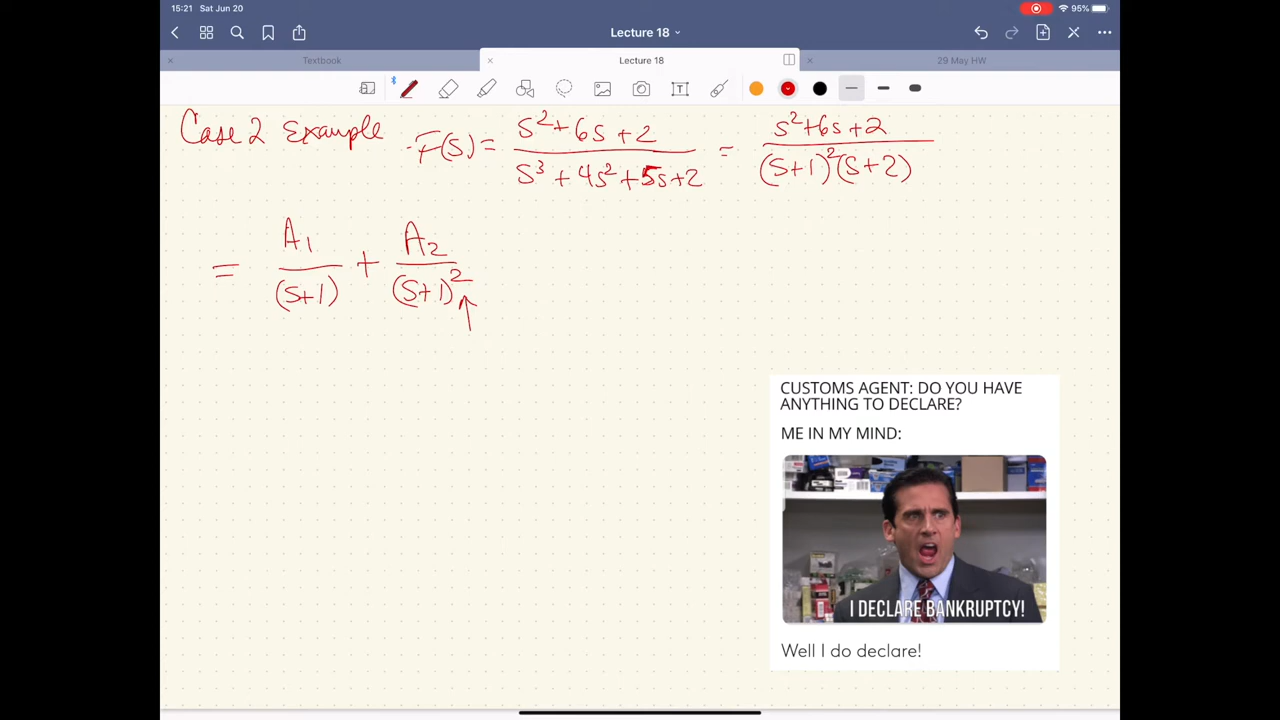 15:21 Sat Jun 20
95%
Lecture 18
Textbook
Lecture 18
29 May HW
Case 2 Example F(s) = s² + 6s + 2 / s³ + 4s² + 5s + 2 = s² + 6s + 2 / (s+1)²(s+2)
= A₁ / (s+1) + A₂ / (s+1)²
CUSTOMS AGENT: DO YOU HAVE
ANYTHING TO DECLARE?
ME IN MY MIND:
I DECLARE BANKRUPTCY!
Well I do declare!